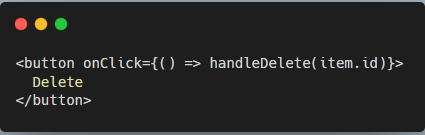 <button onClick={() => handleDelete(item.id)}>
  Delete
</button>